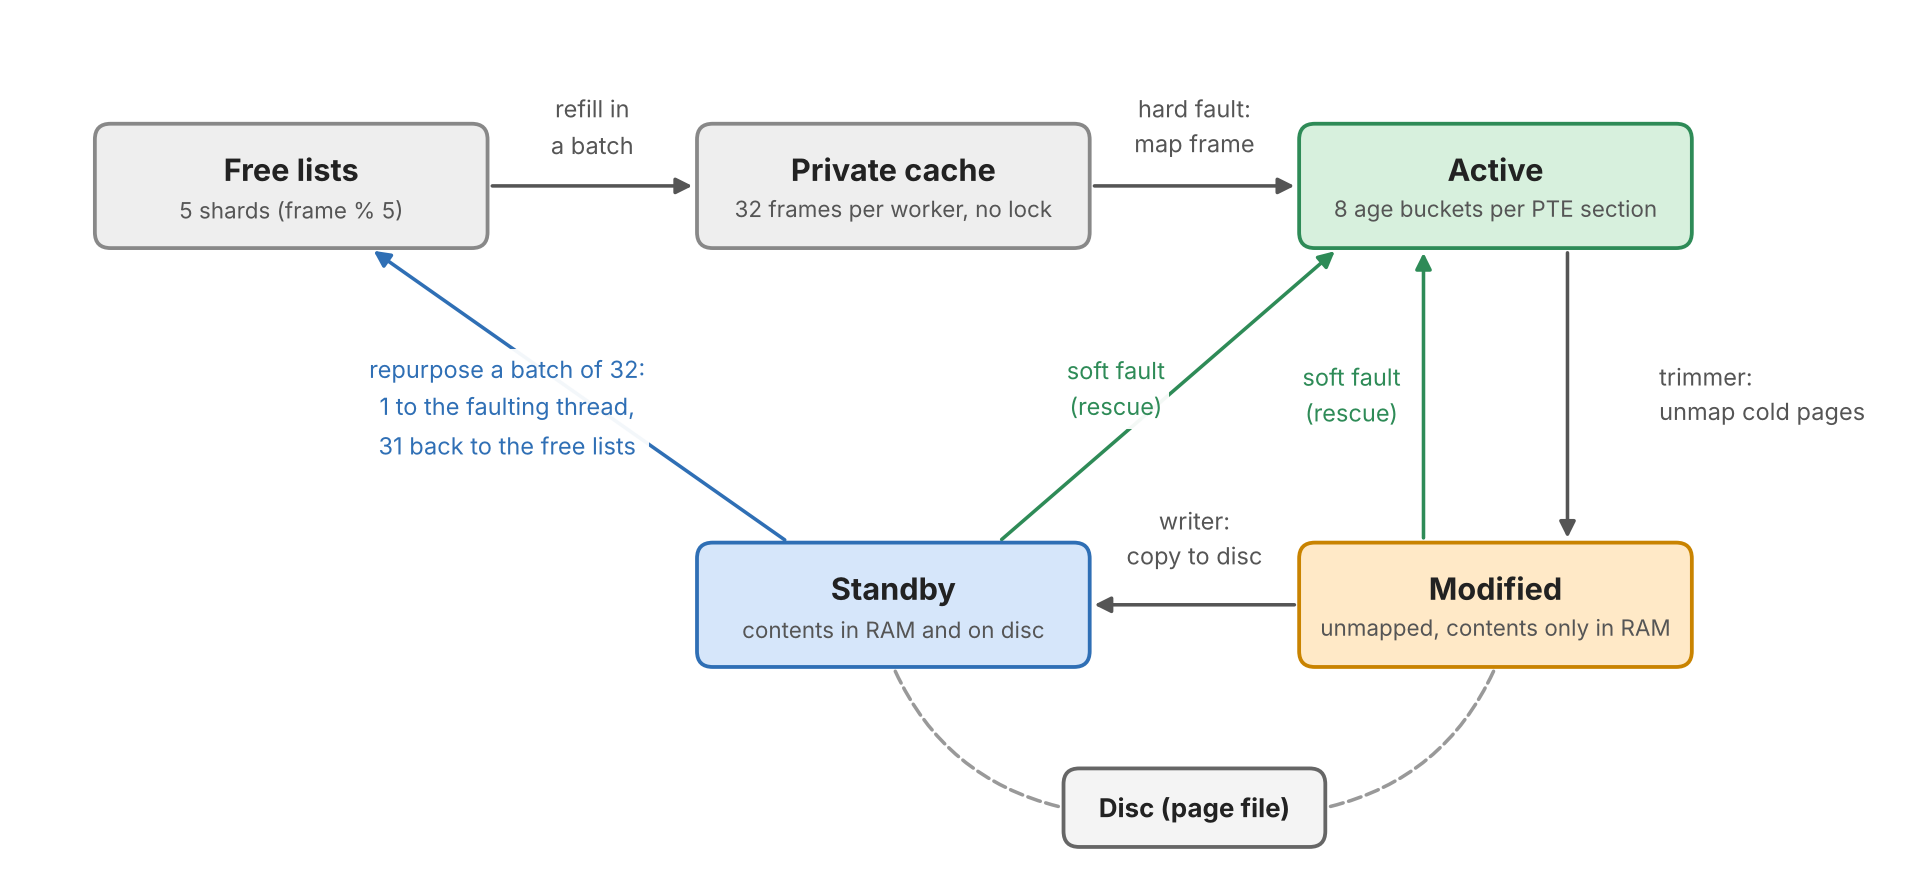 refill in
a batch
hard fault:
map frame
Free lists
5 shards (frame % 5)
Private cache
32 frames per worker, no lock
Active
8 age buckets per PTE section
repurpose a batch of 32:
1 to the faulting thread,
31 back to the free lists
soft fault
(rescue)
soft fault
(rescue)
trimmer:
unmap cold pages
writer:
copy to disc
Standby
contents in RAM and on disc
Modified
unmapped, contents only in RAM
Disc (page file)